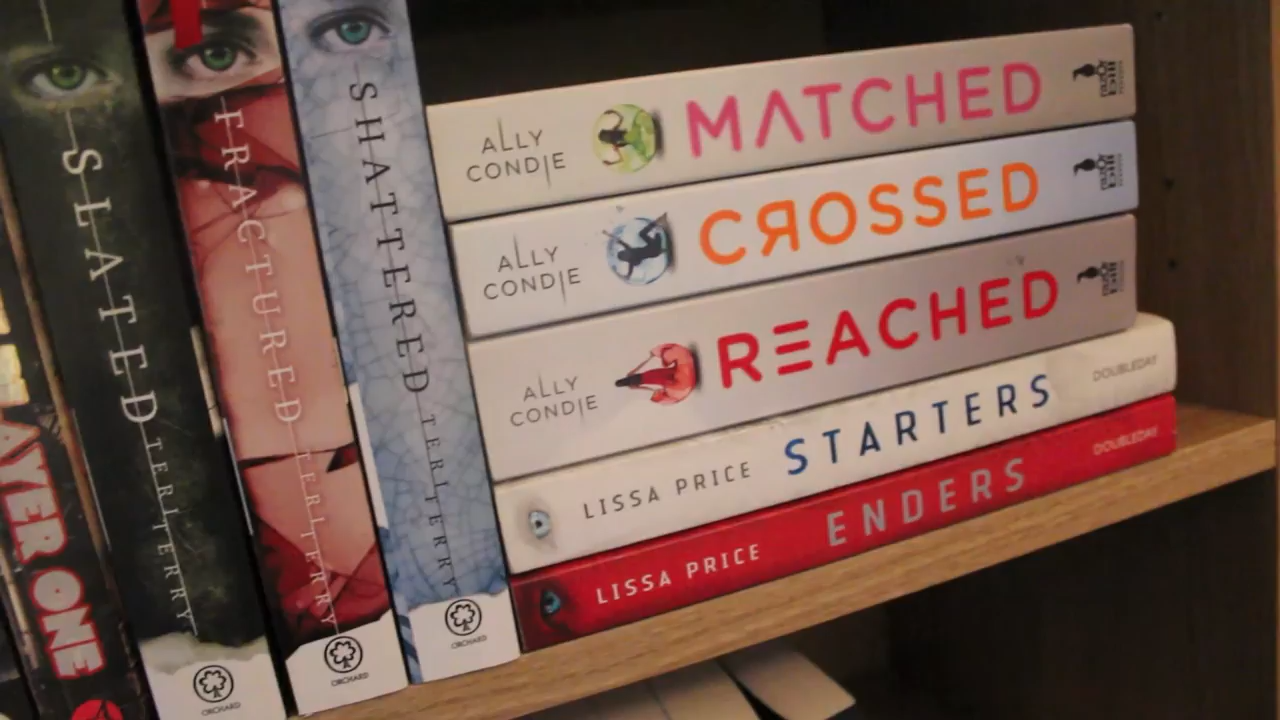 AYER ONE
SLATED TERI TERRY
ORCHARD
FRACTURED TERI TERRY
ORCHARD
SHATTERED TERI TERRY
ORCHARD
ALLY
CONDIE
MATCHED
ALLY
CONDIE
CROSSED
ALLY
CONDIE
REACHED
LISSA PRICE STARTERS DOUBLEDAY
LISSA PRICE ENDERS DOUBLEDAY